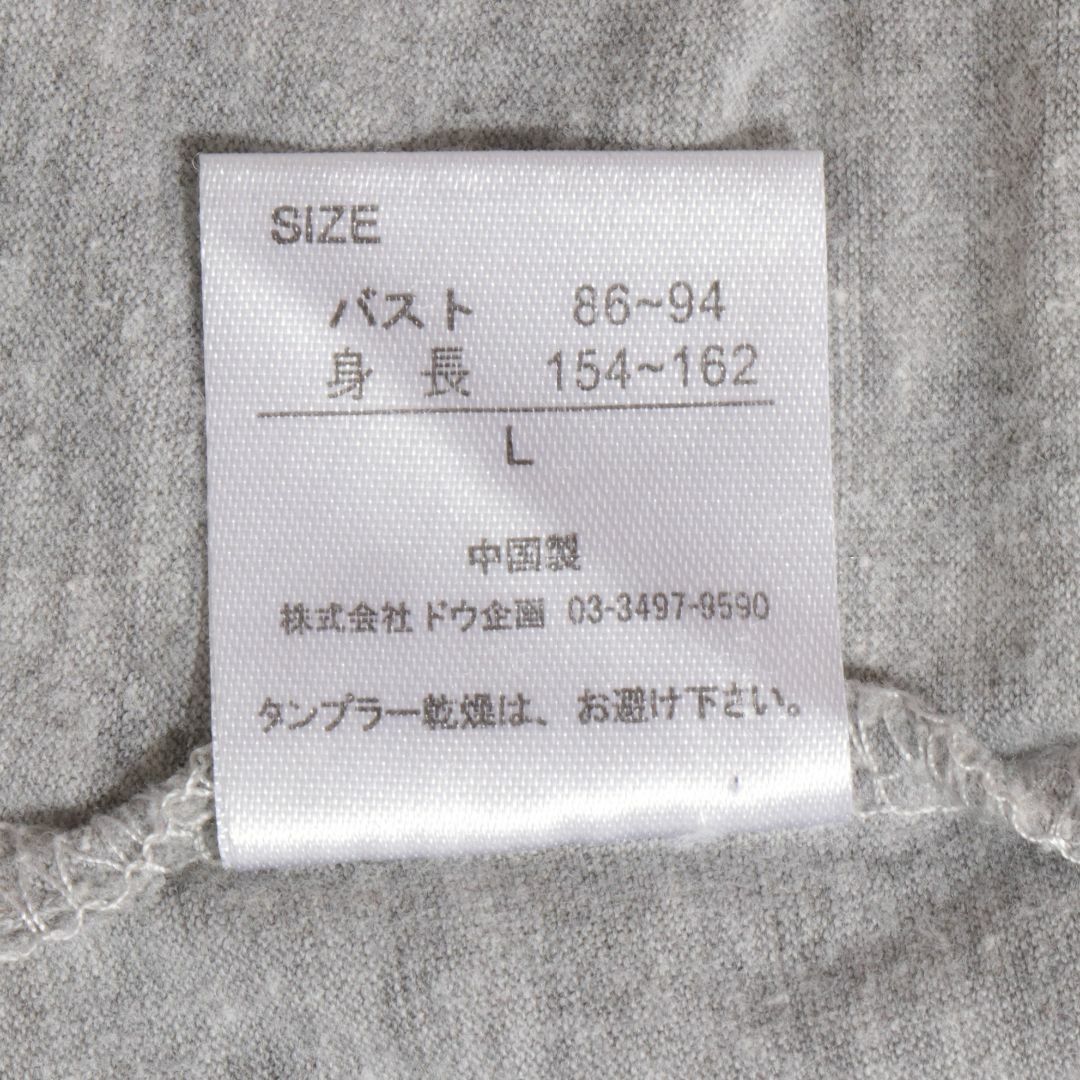 SIZE
バスト 86~94
身 長 154~162
L
中国製
株式会社 ドウ企画 03-3497-9590
タンプラー乾燥は、お避け下さい。